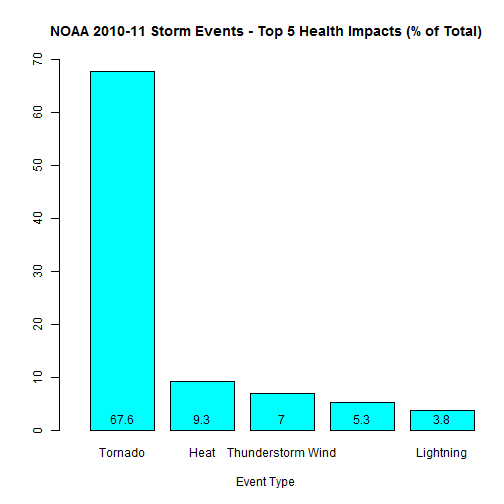 NOAA 2010-11 Storm Events - Top 5 Health Impacts (% of Total)
70
60
50
40
30
20
10
0
67.6
9.3
7
5.3
3.8
Tornado
Heat
Thunderstorm Wind
Lightning
Event Type